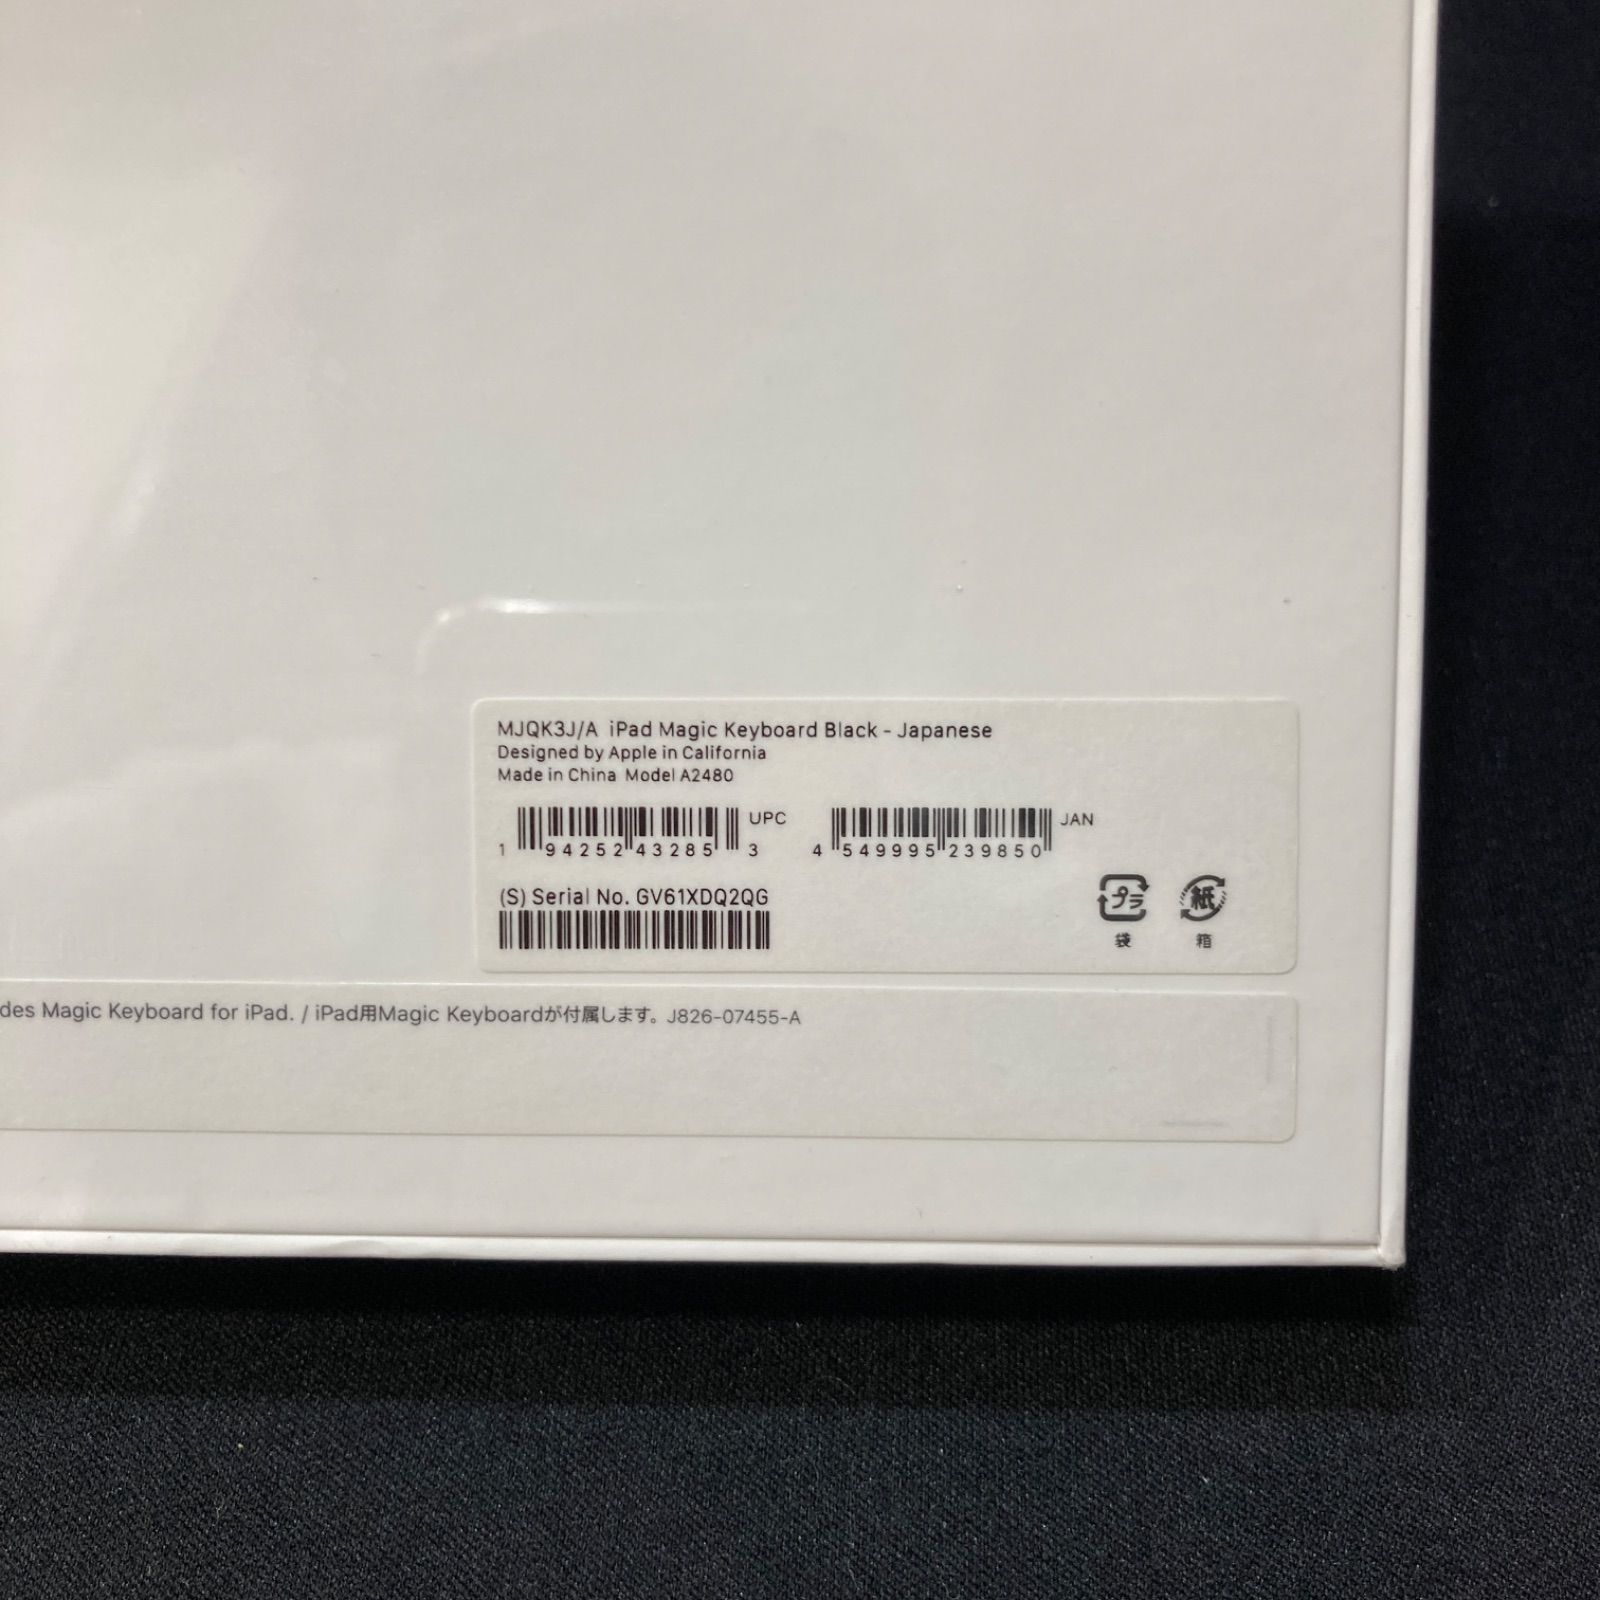 MJQK3J/A iPad Magic Keyboard Black - Japanese
Designed by Apple in California
Made in China Model A2480
UPC
1 94252 43285 3
JAN
4 549995 239850
(S) Serial No. GV61XDQ2QG
プラ
袋
紙
箱
des Magic Keyboard for iPad. / iPad用Magic Keyboardが付属します。J826-07455-A